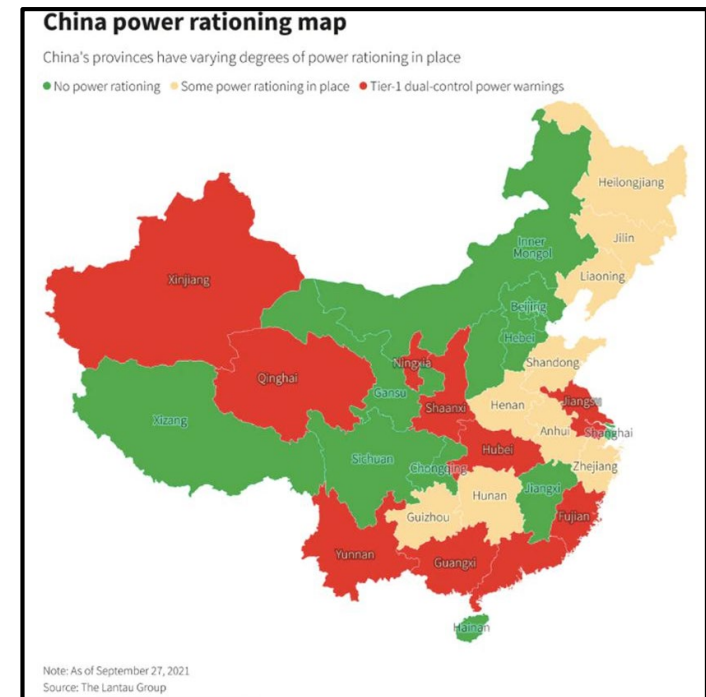 China power rationing map
China's provinces have varying degrees of power rationing in place
No power rationing Some power rationing in place Tier-1 dual-control power warnings
Heilongjiang
Jilin
Inner
Mongol
Liaoning
Xinjiang
Beijing
Hebei
Shandong
Ningxia
Qinghai
Gansu
Henan
Jiangsu
Shaanxi
Xizang
Anhui
Shanghai
Hubei
Sichuan
Chongqing
Zhejiang
Jiangxi
Hunan
Guizhou
Fujian
Yunnan
Guangxi
Hainan
Note: As of September 27, 2021
Source: The Lantau Group